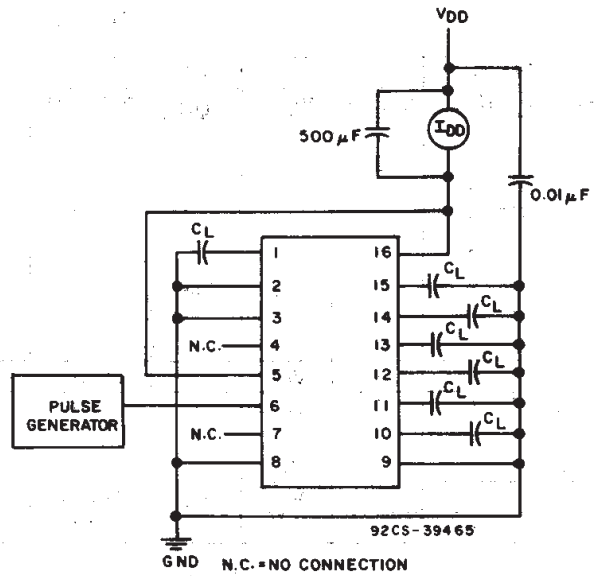 VDD
500 µF
IDD
0.01 µF
CL
1
16
CL
2
15
CL
3
14
CL
N.C.
4
13
CL
5
12
CL
PULSE
GENERATOR
6
11
CL
N.C.
7
10
8
9
92CS-39465
GND
N.C. = NO CONNECTION